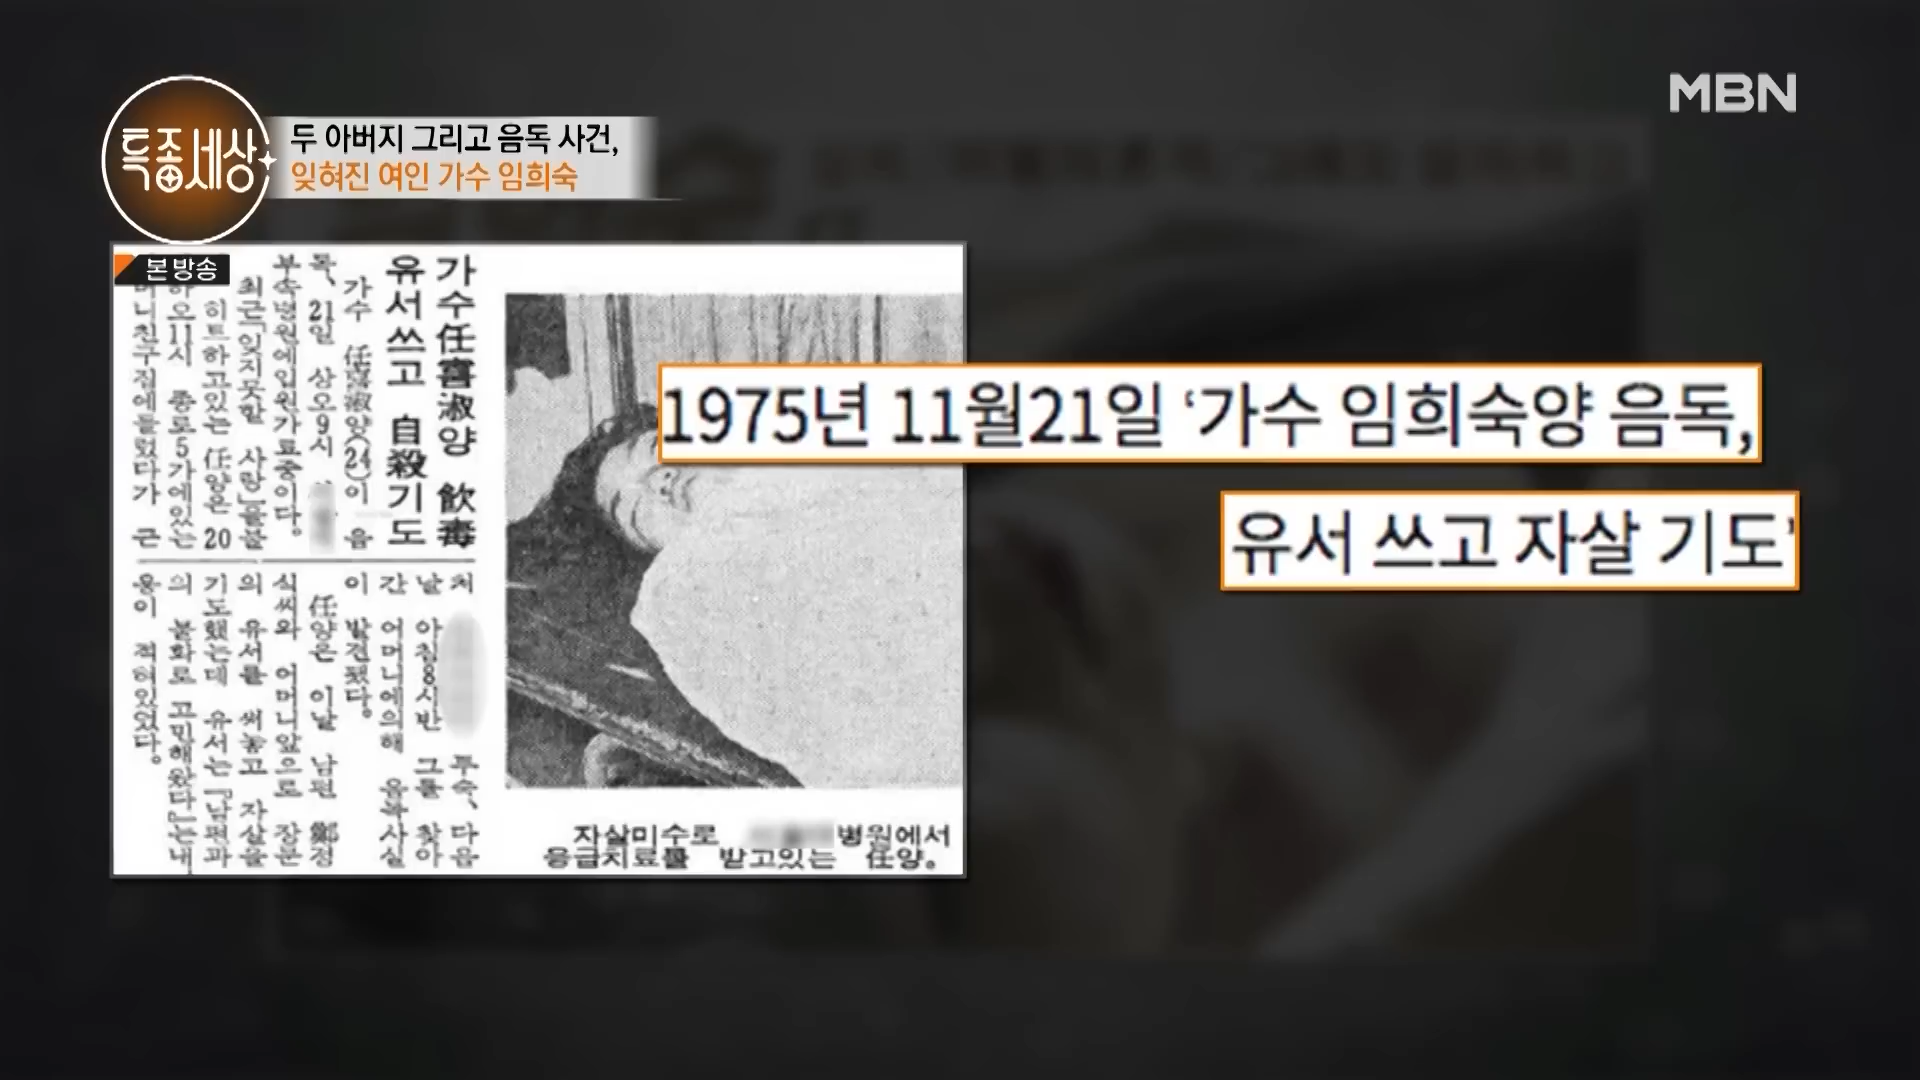 MBN
특종세상
두 아버지 그리고 음독 사건,
잊혀진 여인 가수 임희숙
본 방송
가수任喜淑양 飮毒
유서쓰고 自殺기도
가수 任喜淑양(24)이 음
독, 21일 상오9시
부속병원에입원가료중이다.
최근「잊지못할 사랑」을불
히트하고있는 任양은 20
하오11시 종로5가에있는
머니친구집에들렀다가 근
처 투숙, 다음
날 아침8시반 그를 찾아
간 어머니에의해 음독사실
이 발견됐다.
任양은 이날 남편 鄭정
식씨와 어머니앞으로 장문
의 유서를 써놓고 자살을
기도했는데 유서는『남편과
의 불화로 고민해왔다』는내
용이 적혀있었다.
자살미수로 병원에서
응급치료를 받고있는 任양.
1975년 11월21일 ‘가수 임희숙양 음독,
유서 쓰고 자살 기도’